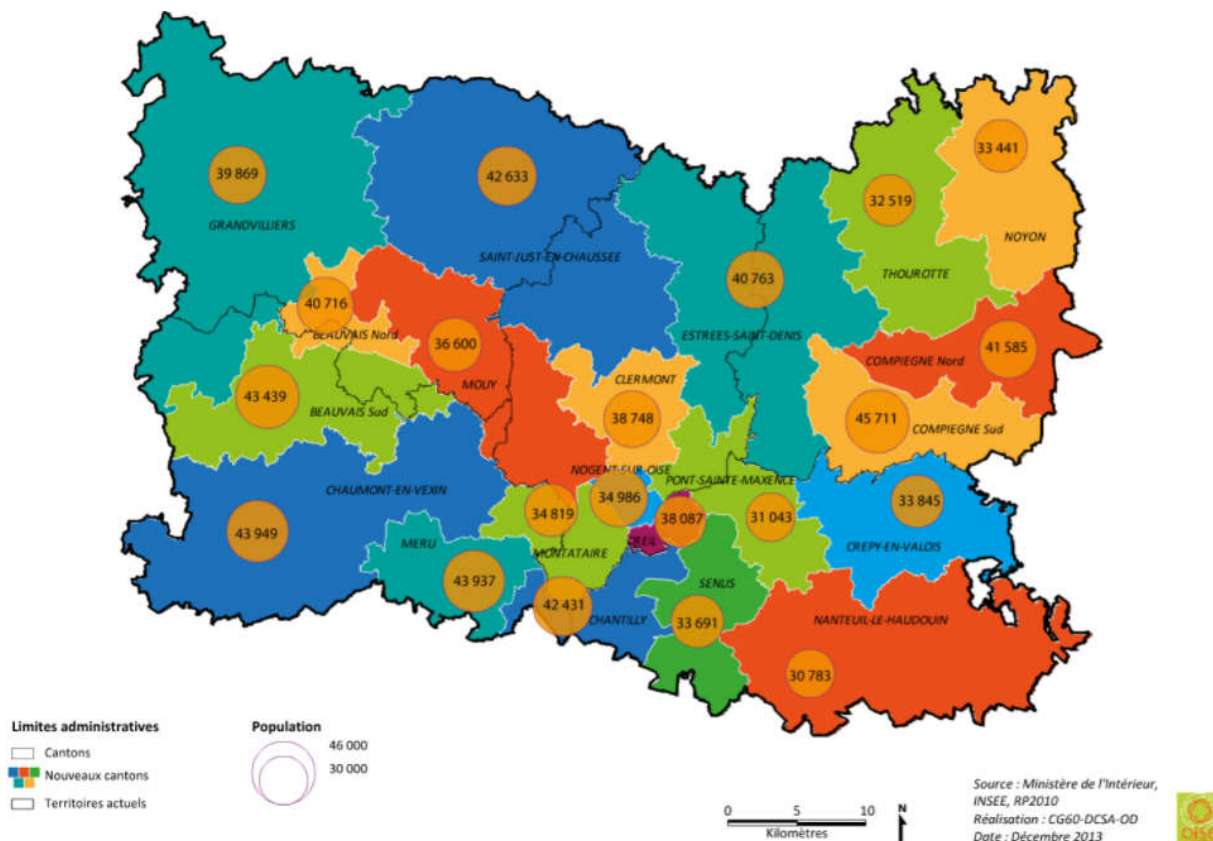 33 441
39 869
42 633
32 519
GRANDVILLIERS
NOYON
SAINT-JUST-EN-CHAUSSEE
THOUROTTE
40 763
40 716
BEAUVAIS Nord
ESTREES-SAINT-DENIS
36 600
41 585
COMPIEGNE Nord
CLERMONT
MOUY
43 439
BEAUVAIS Sud
38 748
45 711
COMPIEGNE Sud
NOGENT-SUR-OISE
PONT-SAINTE-MAXENCE
CHAUMONT-EN-VEXIN
34 986
33 845
34 819
38 087
31 043
43 949
MERU
CREIL
MONTATAIRE
CREPY-EN-VALOIS
43 937
SENLIS
42 431
CHANTILLY
33 691
NANTEUIL-LE-HAUDOUIN
30 783
Limites administratives
Cantons
Nouveaux cantons
Territoires actuels
Population
46 000
30 000
0 5 10
Kilomètres
N
Source : Ministère de l'Intérieur,
INSEE, RP2010
Réalisation : CG60-DCSA-OD
Date : Décembre 2013
oise